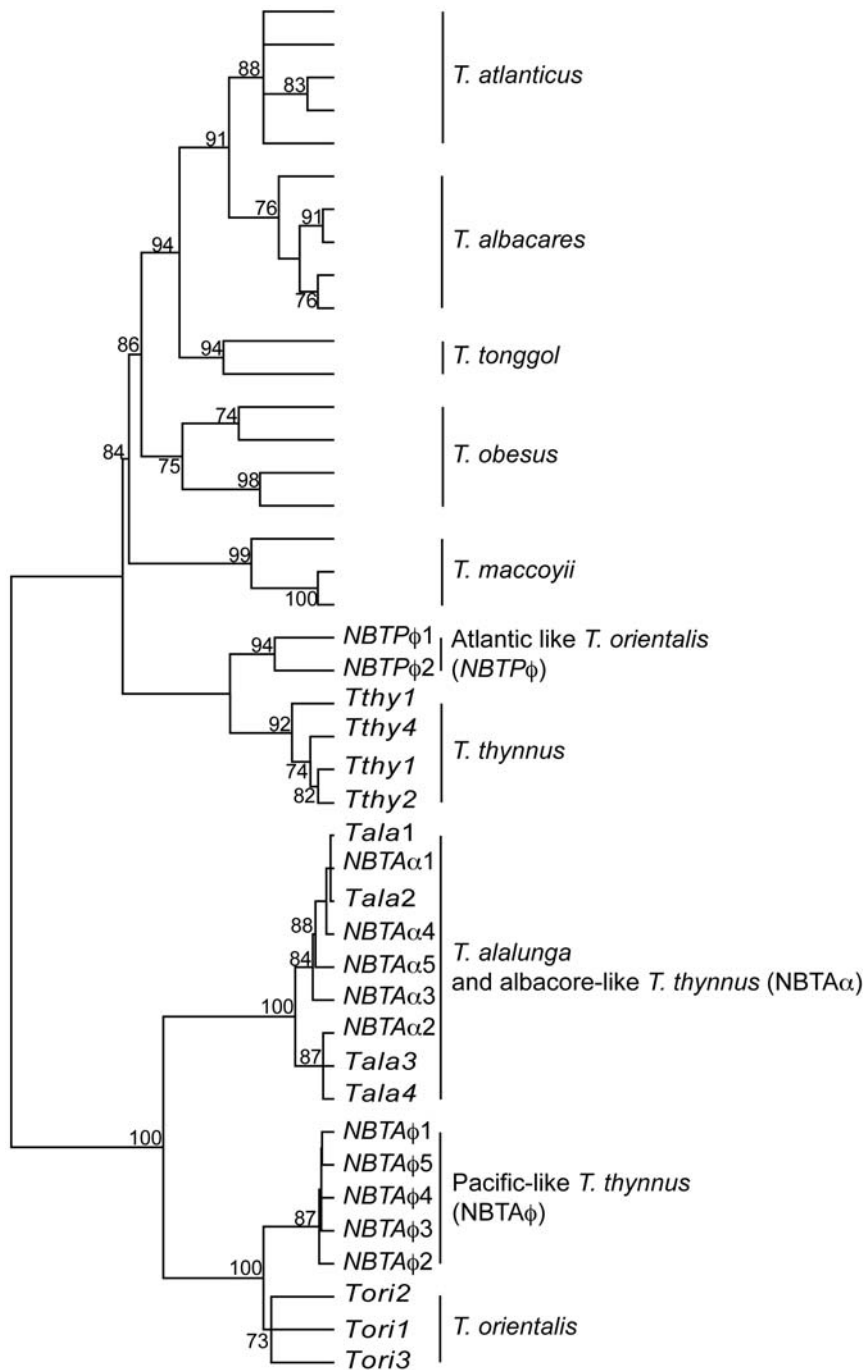 88
83
T. atlanticus
91
76
91
T. albacares
76
94
94
T. tonggol
86
74
T. obesus
75
98
84
99
T. maccoyii
100
NBTPϕ1
94
NBTPϕ2
Atlantic like T. orientalis
(NBTPϕ)
Tthy1
92
Tthy4
T. thynnus
74
Tthy1
82
Tthy2
Tala1
NBTAα1
Tala2
88
NBTAα4
84
NBTAα5
T. alalunga
and albacore-like T. thynnus (NBTAα)
NBTAα3
100
NBTAα2
87
Tala3
Tala4
100
NBTAϕ1
NBTAϕ5
Pacific-like T. thynnus
(NBTAϕ)
NBTAϕ4
87
NBTAϕ3
NBTAϕ2
100
Tori2
Tori1
T. orientalis
73
Tori3